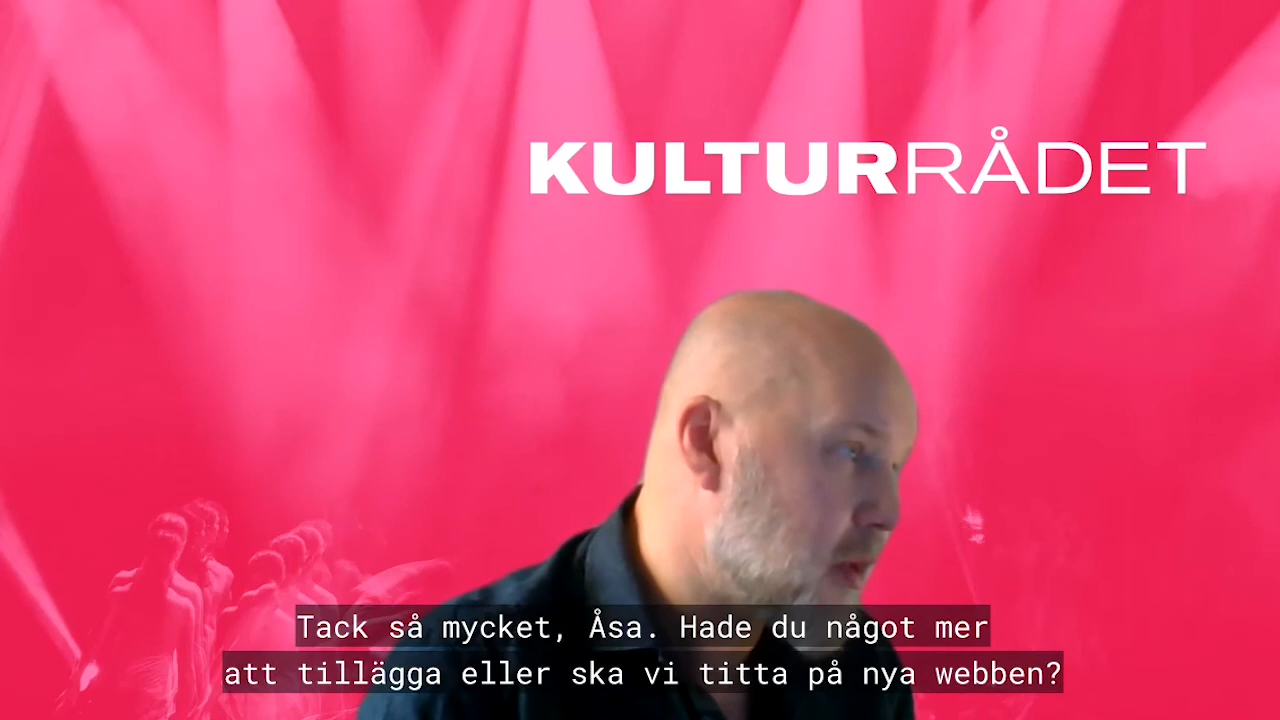 KULTURRÅDET
Tack så mycket, Åsa. Hade du något mer
att tillägga eller ska vi titta på nya webben?